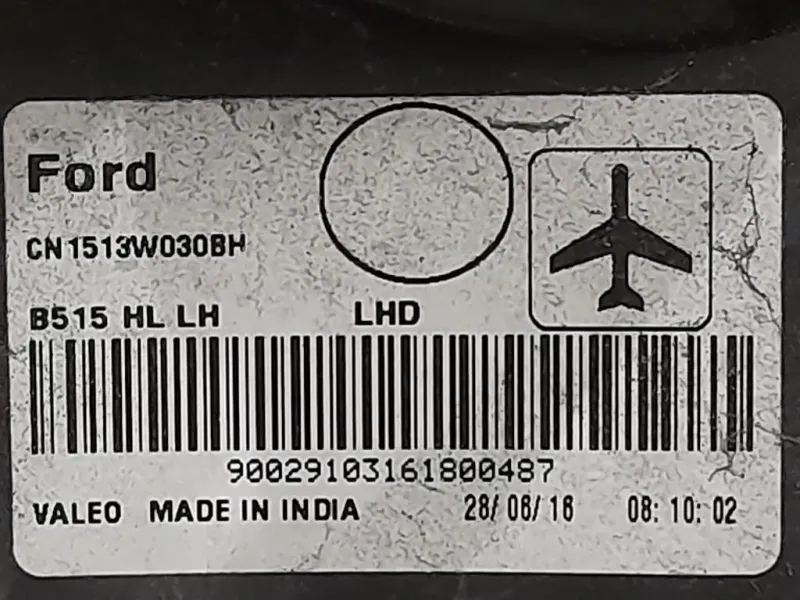 Ford
CN1513W030BH
B515 HL LH LHD
90029103161800487
VALEO MADE IN INDIA 28/06/16 08:10:02